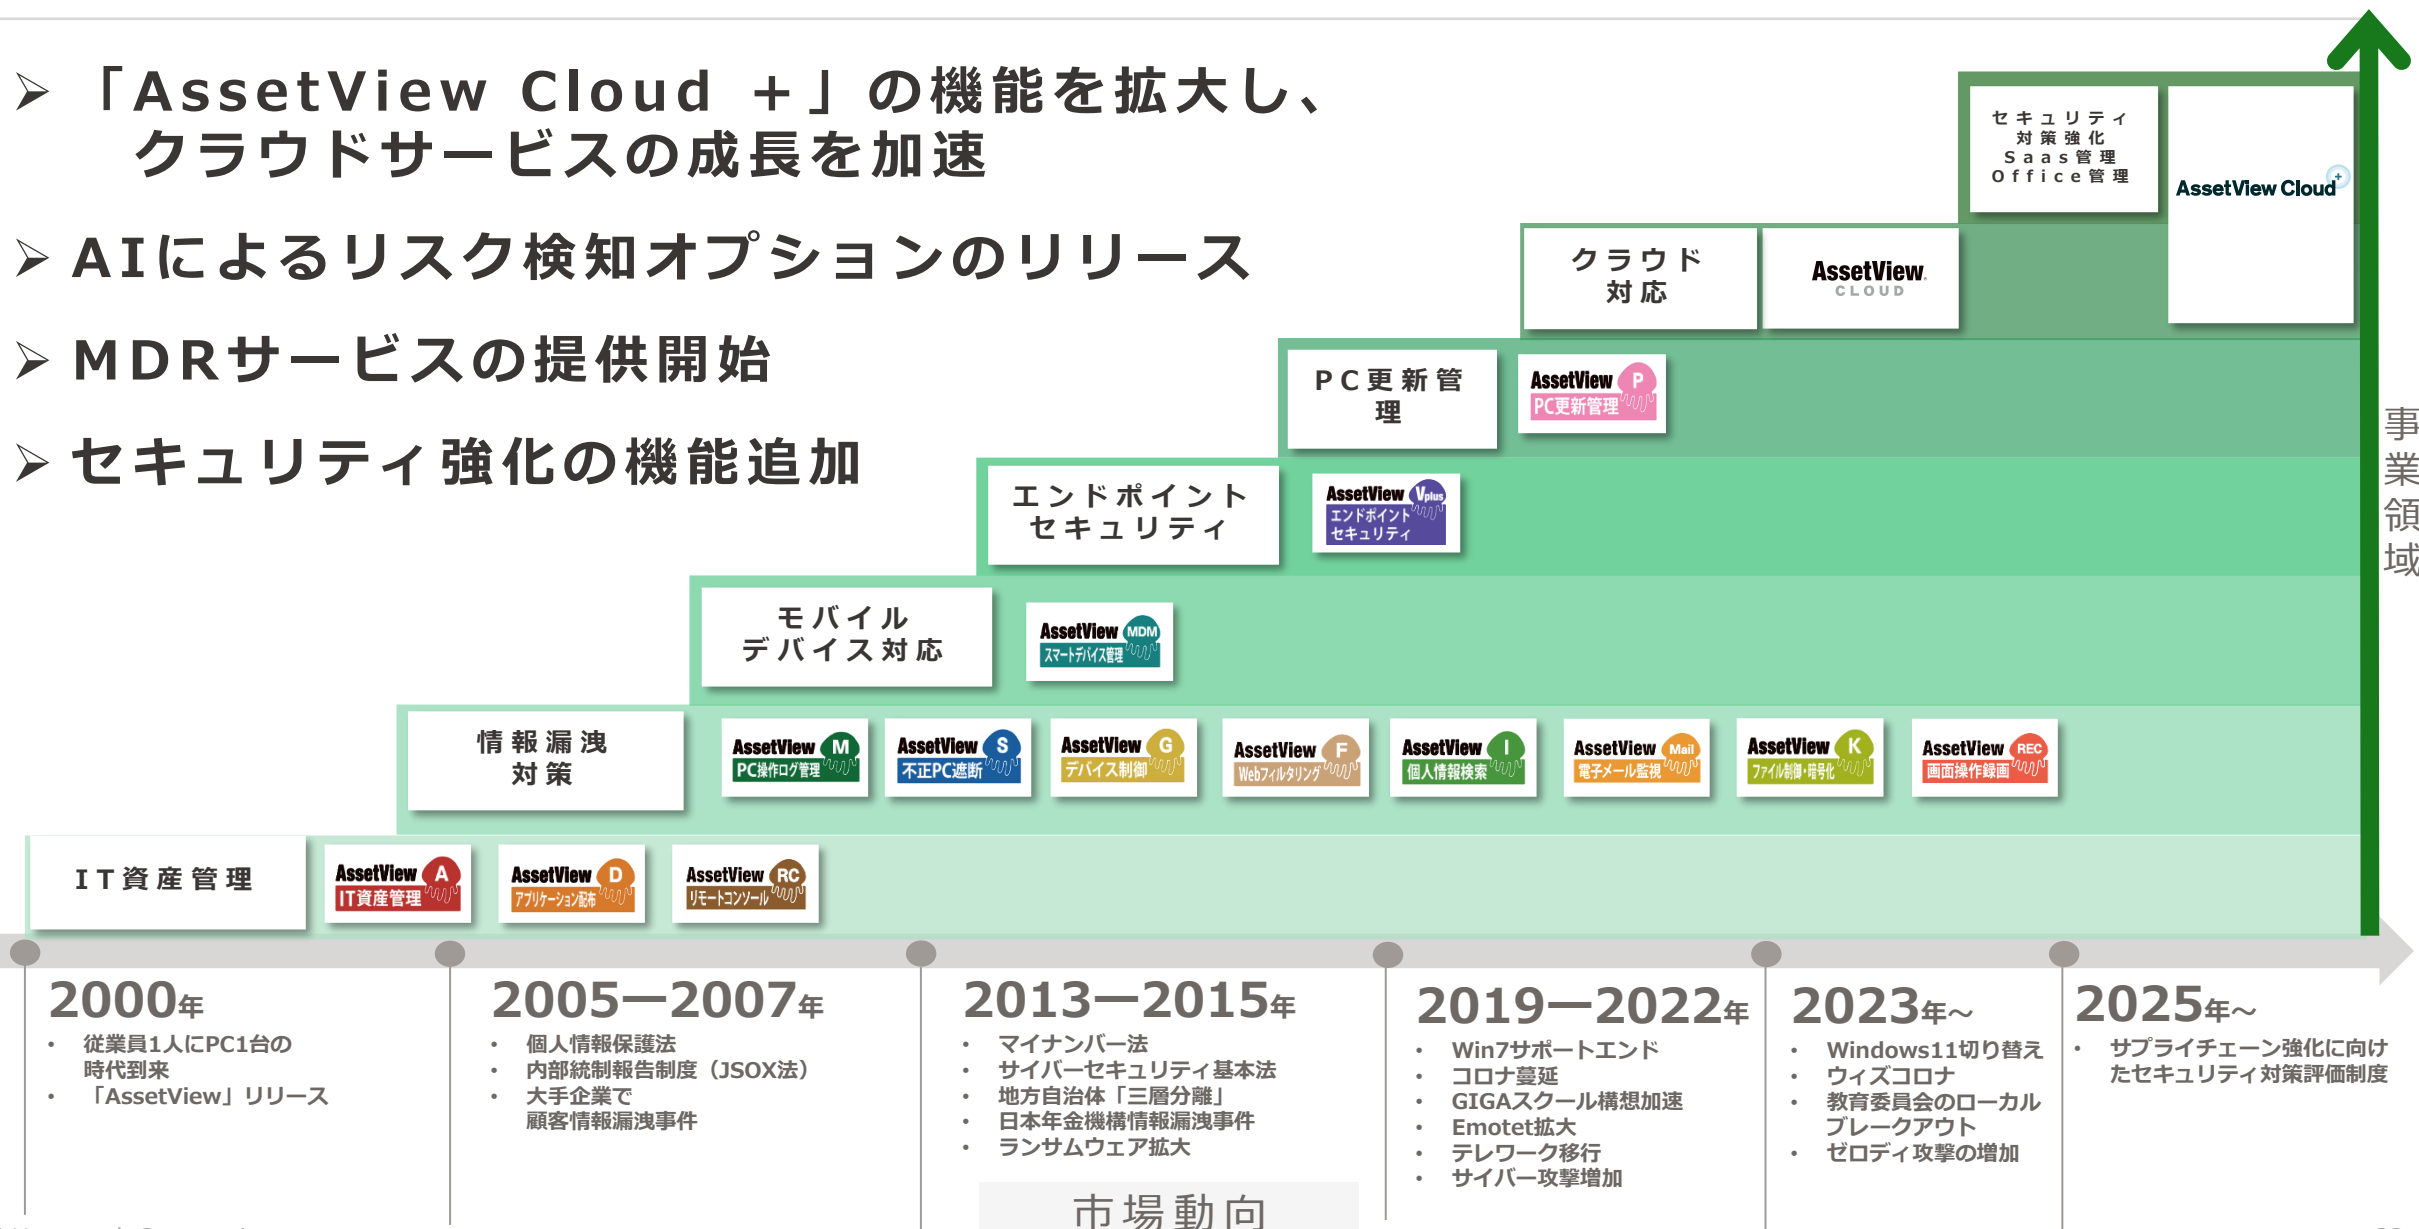 「AssetView Cloud +」の機能を拡大し、
クラウドサービスの成長を加速
AIによるリスク検知オプションのリリース
MDRサービスの提供開始
セキュリティ強化の機能追加
セキュリティ
対策強化
Saas管理
Office管理
AssetView Cloud+
クラウド
対応
AssetView
CLOUD
PC更新管
理
AssetView P
PC更新管理
エンドポイント
セキュリティ
AssetView Vplus
エンドポイント
セキュリティ
モバイル
デバイス対応
AssetView MDM
スマートデバイス管理
情報漏洩
対策
AssetView M
PC操作ログ管理
AssetView S
不正PC遮断
AssetView G
デバイス制御
AssetView F
Webフィルタリング
AssetView I
個人情報検索
AssetView Mail
電子メール監視
AssetView K
ファイル制御・暗号化
AssetView REC
画面操作録画
IT資産管理
AssetView A
IT資産管理
AssetView D
アプリケーション配布
AssetView RC
リモートコンソール
事
業
領
域
2000年
• 従業員1人にPC1台の
時代到来
• 「AssetView」リリース
2005ー2007年
• 個人情報保護法
• 内部統制報告制度（JSOX法）
• 大手企業で
顧客情報漏洩事件
2013ー2015年
• マイナンバー法
• サイバーセキュリティ基本法
• 地方自治体「三層分離」
• 日本年金機構情報漏洩事件
• ランサムウェア拡大
2019ー2022年
• Win7サポートエンド
• コロナ蔓延
• GIGAスクール構想加速
• Emotet拡大
• テレワーク移行
• サイバー攻撃増加
2023年～
• Windows11切り替え
• ウィズコロナ
• 教育委員会のローカル
ブレークアウト
• ゼロディ攻撃の増加
2025年～
• サプライチェーン強化に向け
たセキュリティ対策評価制度
市場動向